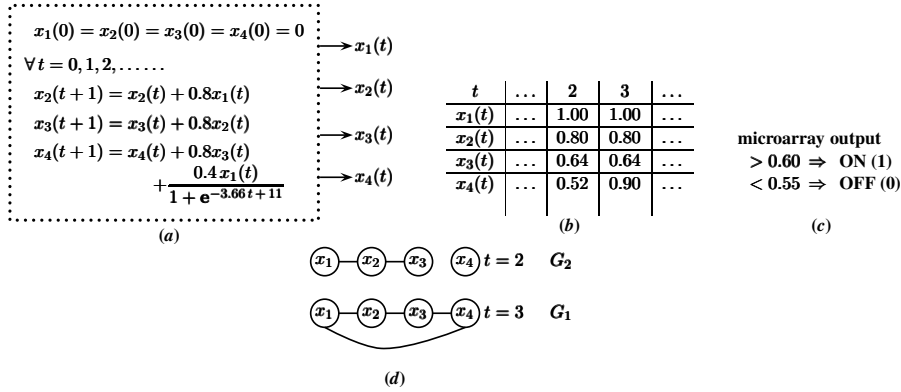 x₁(0) = x₂(0) = x₃(0) = x₄(0) = 0
∀ t = 0, 1, 2, ......
x₂(t + 1) = x₂(t) + 0.8x₁(t)
x₃(t + 1) = x₃(t) + 0.8x₂(t)
x₄(t + 1) = x₄(t) + 0.8x₃(t)
+ 0.4 x₁(t) / 1 + e^{−3.66 t + 11}
x₁(t)
x₂(t)
x₃(t)
x₄(t)
(a)
t ... 2 3 ...
x₁(t) ... 1.00 1.00 ...
x₂(t) ... 0.80 0.80 ...
x₃(t) ... 0.64 0.64 ...
x₄(t) ... 0.52 0.90 ...
(b)
microarray output
> 0.60 ⇒ ON (1)
< 0.55 ⇒ OFF (0)
(c)
x₁ x₂ x₃ x₄ t = 2 G₂
x₁ x₂ x₃ x₄ t = 3 G₁
(d)